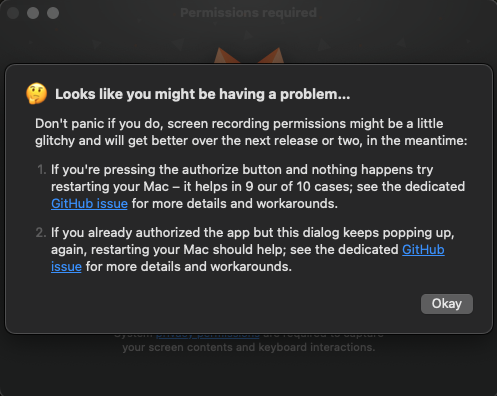 Permissions required
🤔 Looks like you might be having a problem...
Don't panic if you do, screen recording permissions might be a little
glitchy and will get better over the next release or two, in the meantime:
1. If you're pressing the authorize button and nothing happens try
restarting your Mac – it helps in 9 our of 10 cases; see the dedicated
GitHub issue for more details and workarounds.
2. If you already authorized the app but this dialog keeps popping up,
again, restarting your Mac should help; see the dedicated GitHub
issue for more details and workarounds.
Okay
System privacy permissions are required to capture
your screen contents and keyboard interactions.